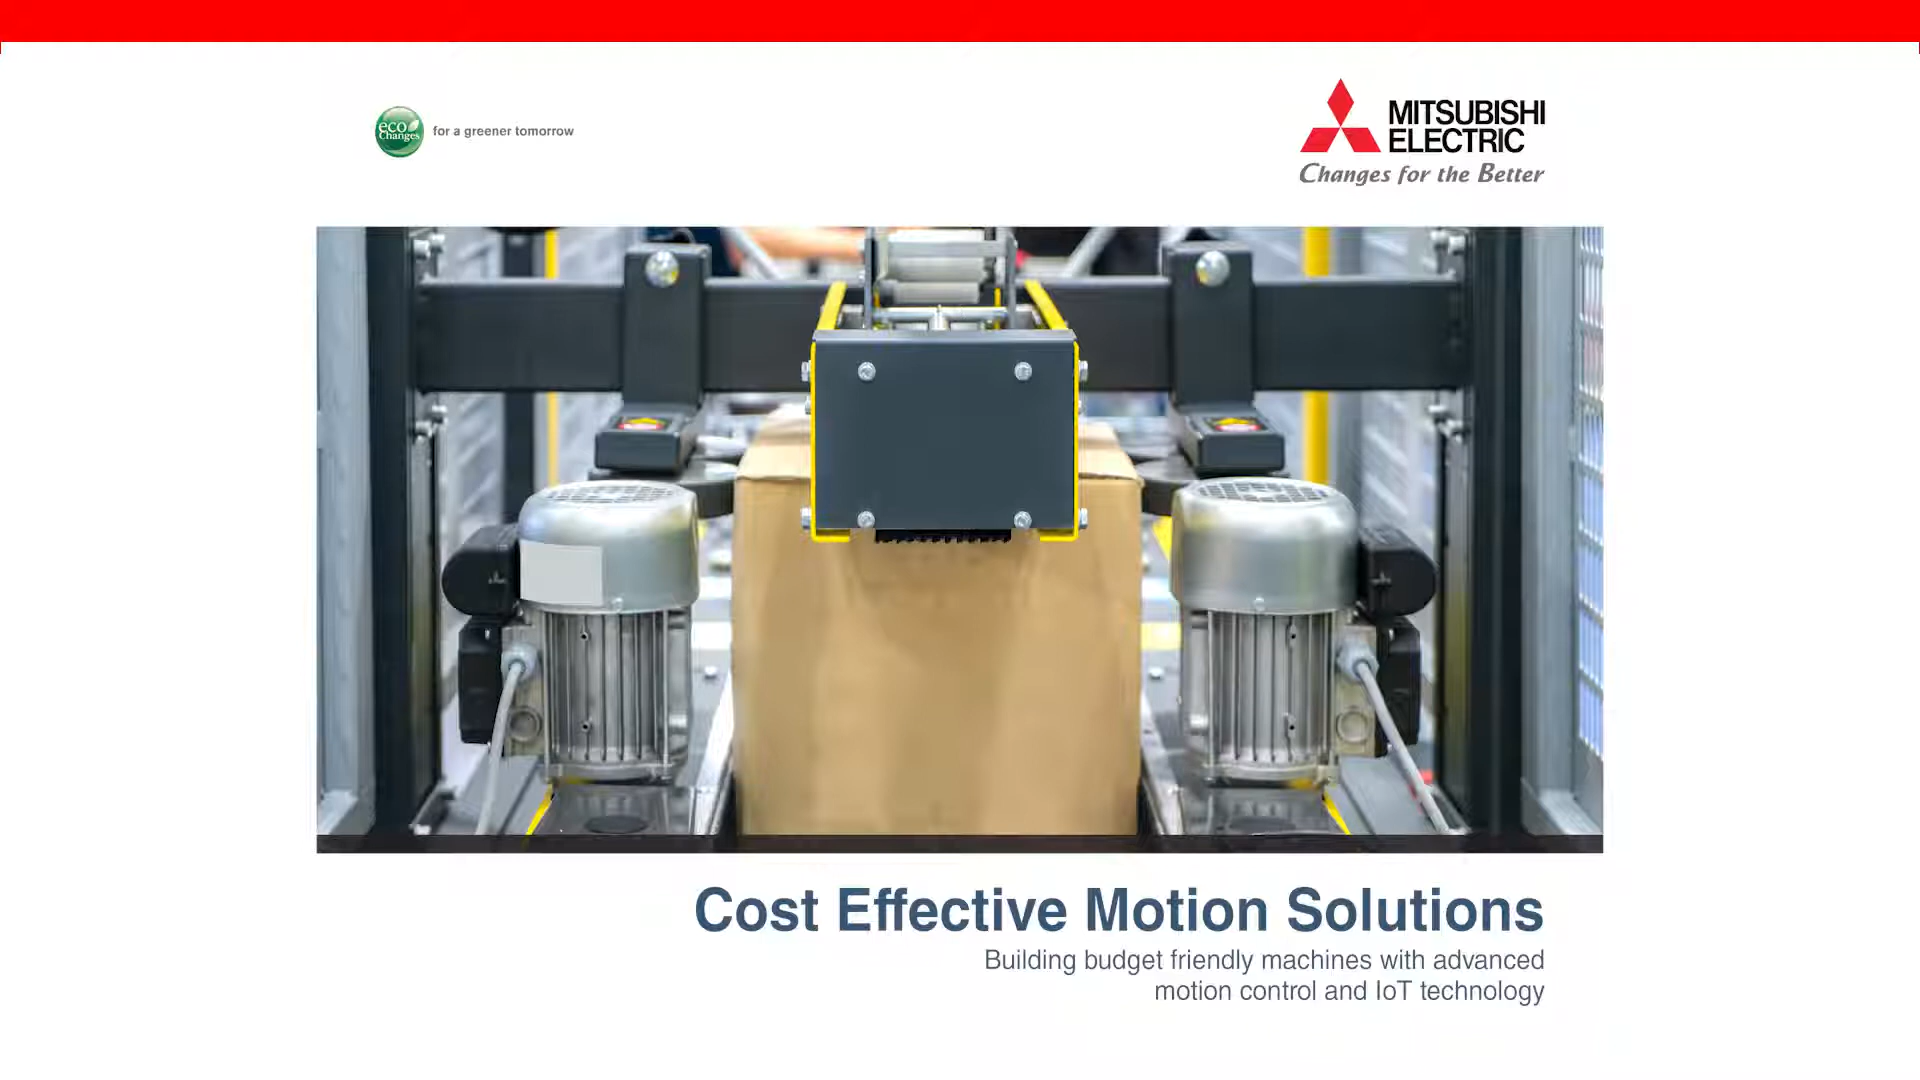 eco
Changes
for a greener tomorrow
MITSUBISHI
ELECTRIC
Changes for the Better
Cost Effective Motion Solutions
Building budget friendly machines with advanced
motion control and IoT technology